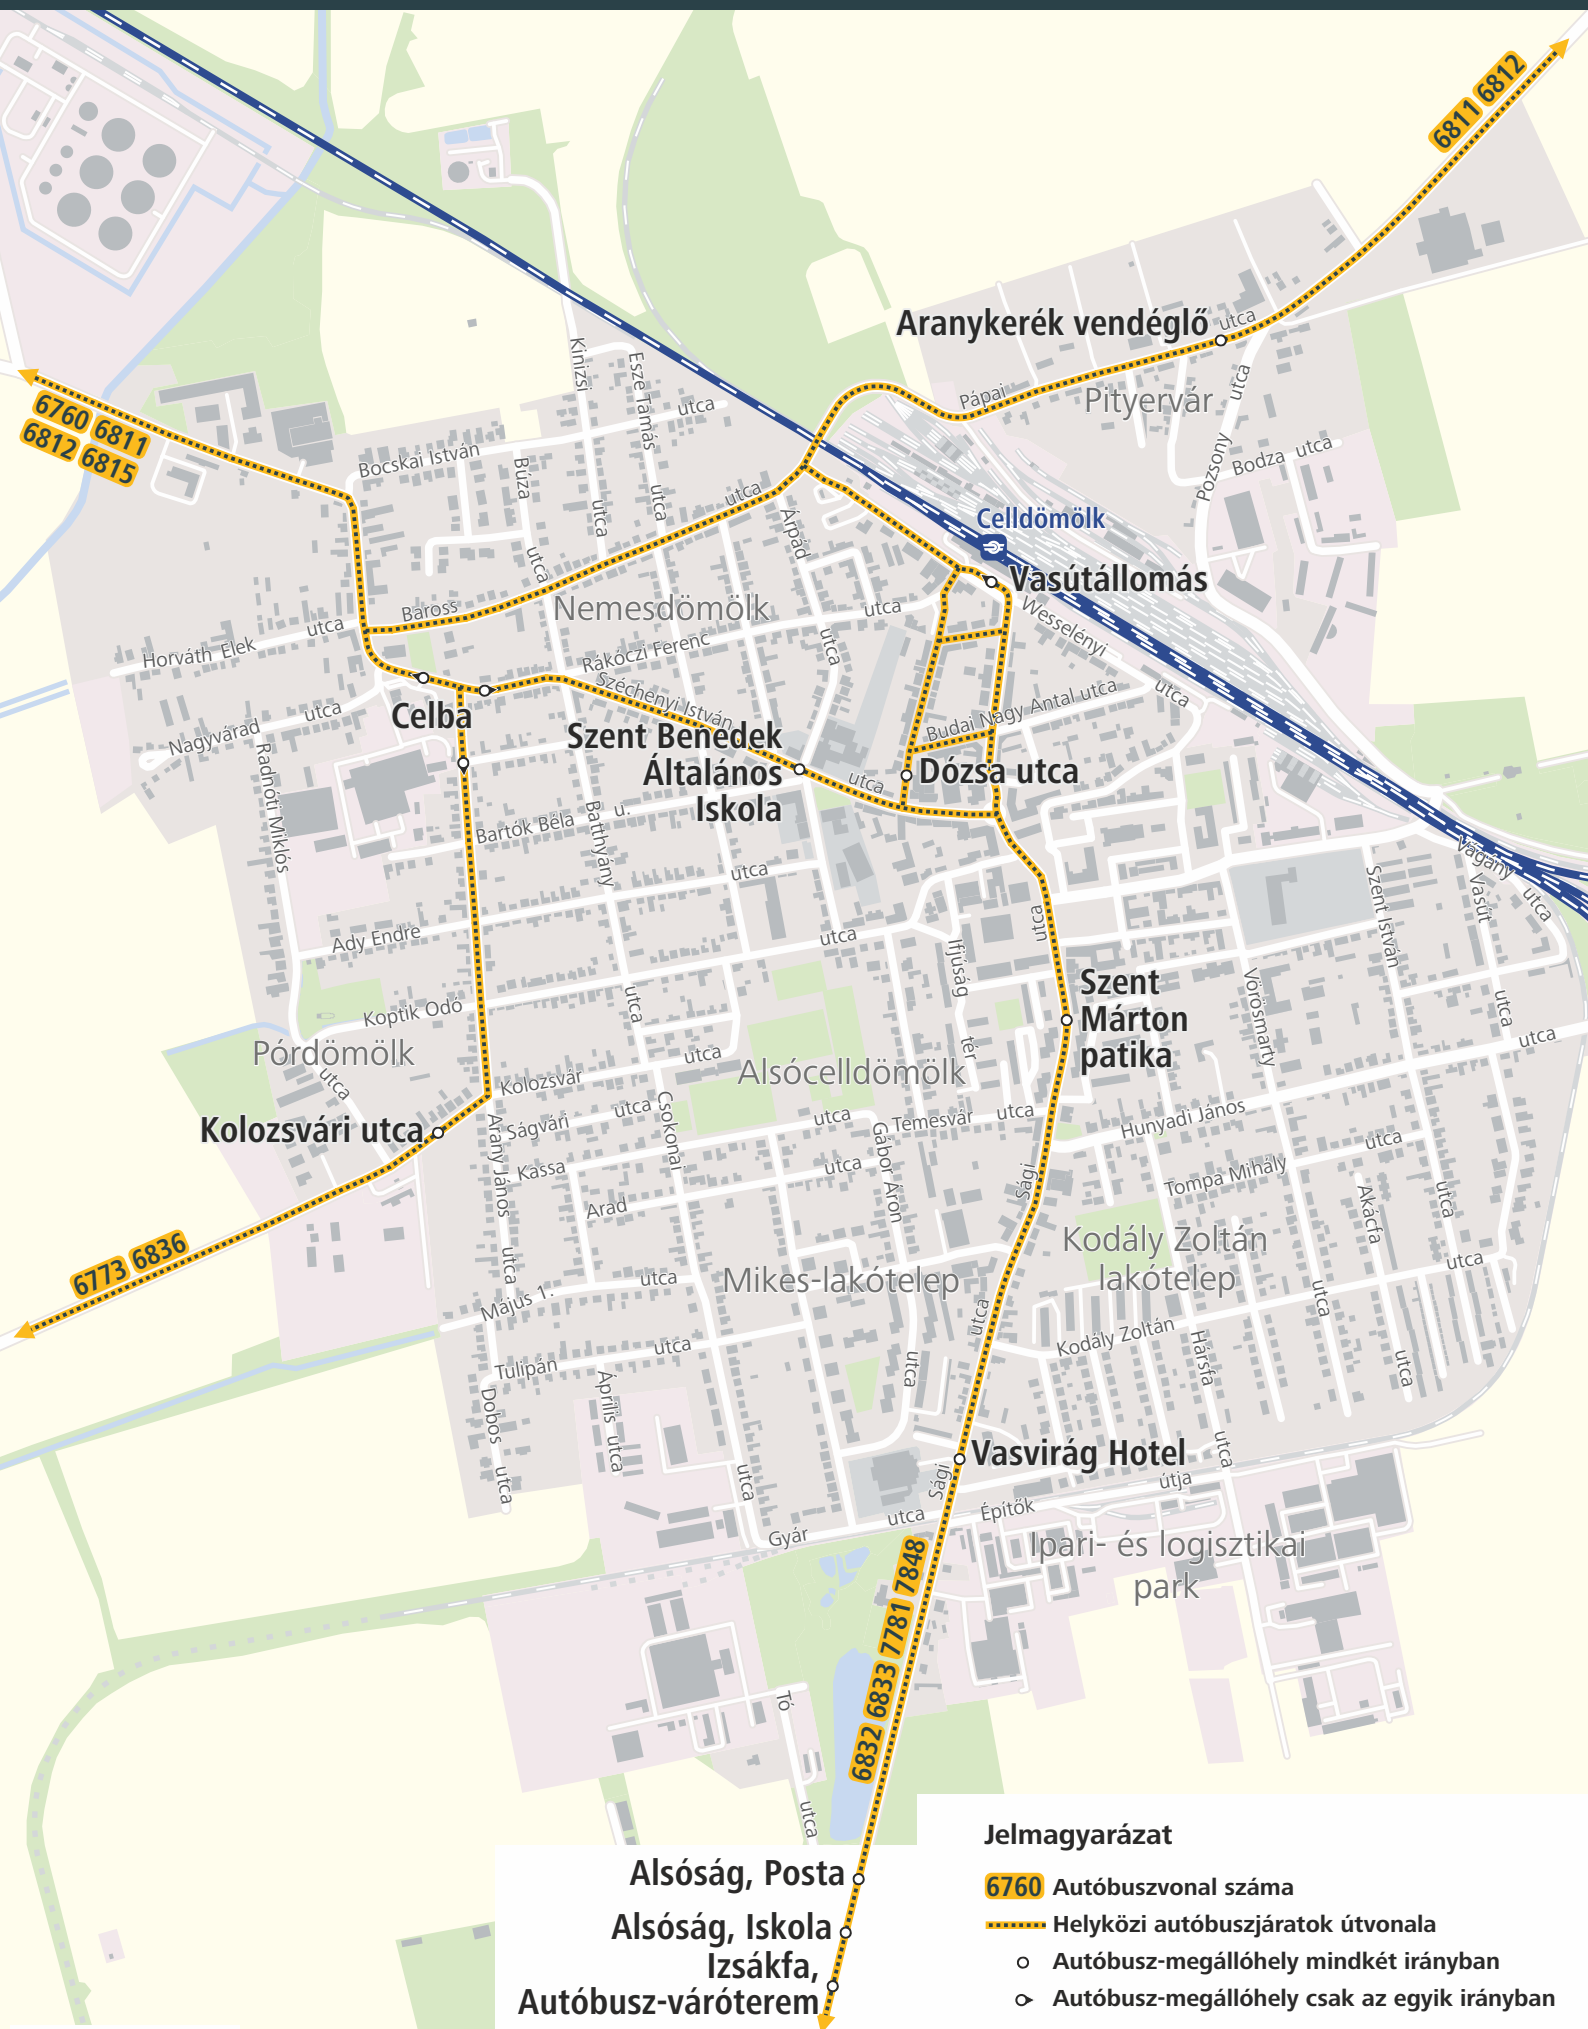 6811 6812
Aranykerék vendéglő
utca
Pápai
Pityervár
utca
Pozsony
Bodza utca
6760 6811
6812 6815
Kinizsi
utca
Esze Tamás
utca
utca
Bocskai István
Búza
utca
utca
Árpád
utca
Celldömölk
Vasútállomás
Wesselényi
utca
Baross
Nemesdömölk
utca
Rákóczi Ferenc
Horváth Elek
utca
Széchenyi István
utca
Celba
Nagyvárad
utca
Radnóti Miklós
utca
Szent Benedek
Általános
Iskola
Budai Nagy Antal utca
Dózsa utca
Bartók Béla
u.
Batthyány
utca
utca
Ady Endre
utca
Koptik Odó
Pórdömölk
Ifjúság
tér
utca
Szent
Márton
patika
Vörösmarty
Szent István
utca
Vasút
utca
Vágány
utca
utca
Kolozsvári utca
Kolozsvár
utca
Alsócelldömölk
Ságvári
utca
Csokonai
utca
Kassa
utca
Temesvár
utca
Gábor Áron
utca
Hunyadi János
Arany János
utca
Arad
utca
Sági
utca
Tompa Mihály
utca
Akácfa
utca
6773 6836
Kodály Zoltán
lakótelep
utca
utca
Mikes-lakótelep
Május 1.
utca
Kodály Zoltán
Hársfa
utca
Tulipán
utca
Dobos
utca
Április
utca
Vasvirág Hotel
Sági
Építők
útja
Gyár
utca
Ipari- és logisztikai
park
6832 6833 7781 7848
Tó
utca
Alsóság, Posta
Alsóság, Iskola
Izsákfa,
Autóbusz-váróterem
Jelmagyarázat
6760 Autóbuszvonal száma
Helyközi autóbuszjáratok útvonala
Autóbusz-megállóhely mindkét irányban
Autóbusz-megállóhely csak az egyik irányban